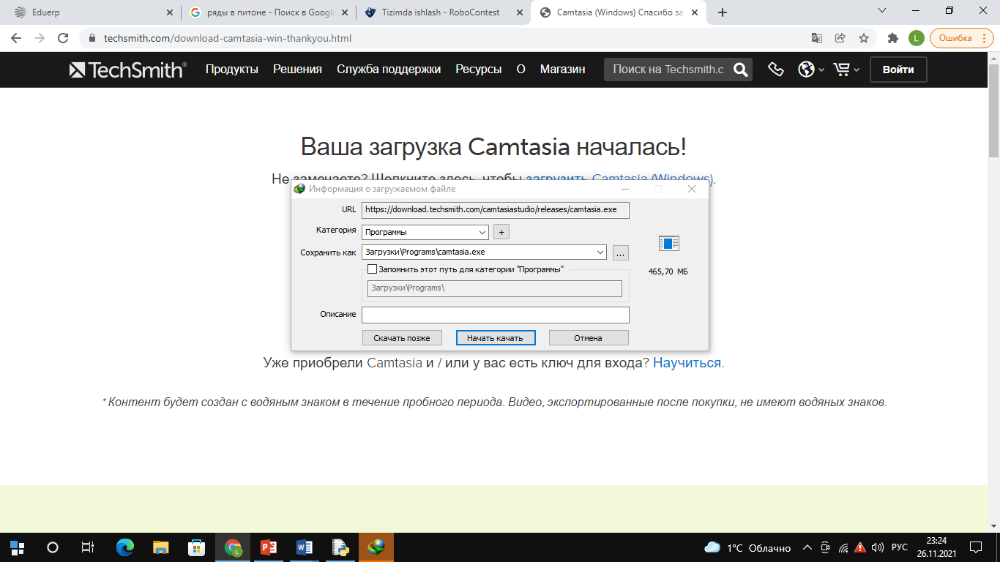 Eduerp
ряды в питоне - Поиск в Google
Tizimda ishlash - RoboContest
Camtasia (Windows) Спасибо за
techsmith.com/download-camtasia-win-thankyou.html
L
Ошибка
TechSmith®
Продукты Решения Служба поддержки Ресурсы О Магазин
Поиск на Techsmith.c
Войти
Ваша загрузка Camtasia началась!
Не замечаете? Щелкните здесь, чтобы загрузить Camtasia (Windows).
Информация о загружаемом файле
URL https://download.techsmith.com/camtasiastudio/releases/camtasia.exe
Категория Программы +
Сохранить как Загрузки\Programs\camtasia.exe ...
465,70 МБ
Запомнить этот путь для категории "Программы"
Загрузки\Programs\
Описание
Скачать позже Начать качать Отмена
Уже приобрели Camtasia и / или у вас есть ключ для входа? Научиться.
* Контент будет создан с водяным знаком в течение пробного периода. Видео, экспортированные после покупки, не имеют водяных знаков.
1°C Облачно
РУС
23:24
26.11.2021